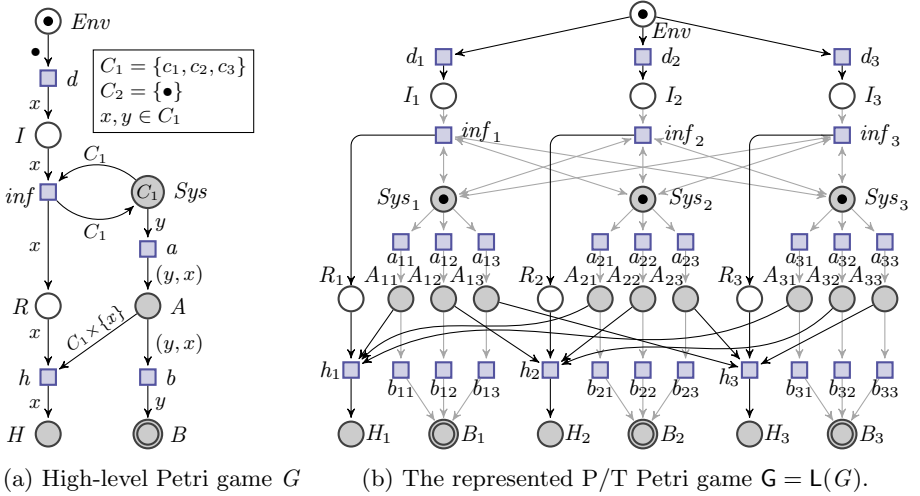 Env
•
d
C₁ = {c₁, c₂, c₃}
C₂ = {•}
x, y ∈ C₁
x
I
x
C₁
inf
C₁
Sys
C₁
y
a
x
(y, x)
R
A
x
C₁×{x}
(y, x)
h
b
x
y
H
B
(a) High-level Petri game G
Env
d₁ d₂ d₃
I₁ I₂ I₃
inf₁ inf₂ inf₃
Sys₁ Sys₂ Sys₃
a₁₁ a₁₂ a₁₃ a₂₁ a₂₂ a₂₃ a₃₁ a₃₂ a₃₃
R₁ A₁₁ A₁₂ A₁₃ R₂ A₂₁ A₂₂ A₂₃ R₃ A₃₁ A₃₂ A₃₃
h₁ b₁₁ b₁₂ b₁₃ h₂ b₂₁ b₂₂ b₂₃ h₃ b₃₁ b₃₂ b₃₃
H₁ B₁ H₂ B₂ H₃ B₃
(b) The represented P/T Petri game G = L(G).